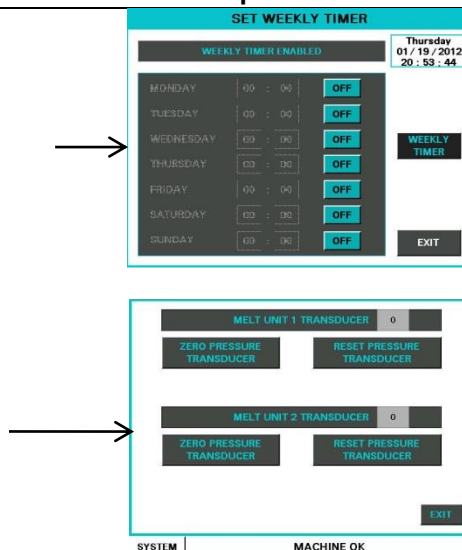 SET WEEKLY TIMER
WEEKLY TIMER ENABLED
Thursday
01 / 19 / 2012
20 : 53 : 44
MONDAY 00 : 00 OFF
TUESDAY 00 : 00 OFF
WEDNESDAY 00 : 00 OFF
THURSDAY 00 : 00 OFF
FRIDAY 00 : 00 OFF
SATURDAY 00 : 00 OFF
SUNDAY 00 : 00 OFF
WEEKLY
TIMER
EXIT
MELT UNIT 1 TRANSDUCER 0
ZERO PRESSURE
TRANSDUCER
RESET PRESSURE
TRANSDUCER
MELT UNIT 2 TRANSDUCER 0
ZERO PRESSURE
TRANSDUCER
RESET PRESSURE
TRANSDUCER
EXIT
SYSTEM MACHINE OK